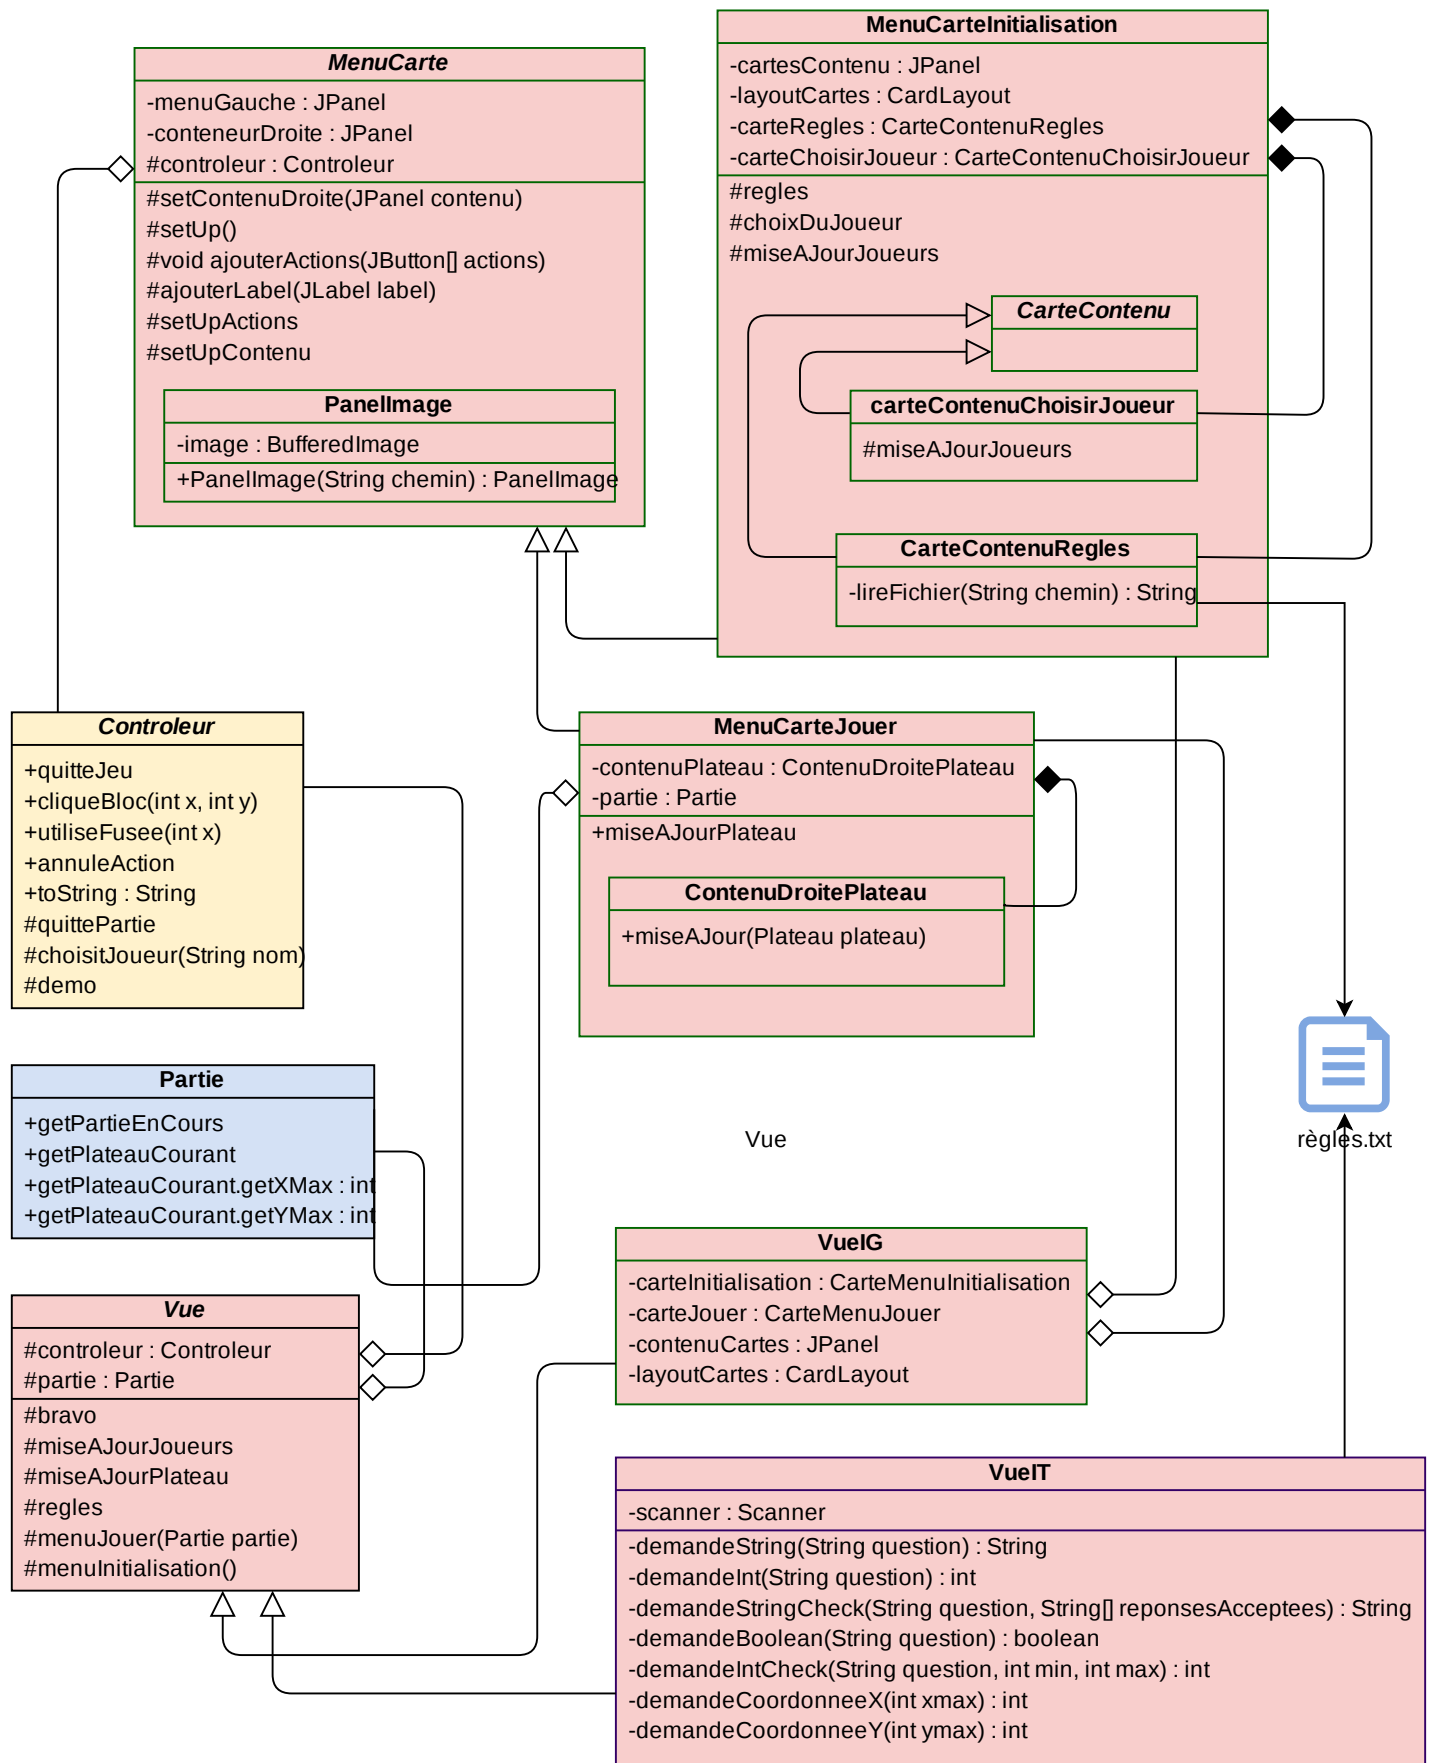 MenuCarte
-menuGauche : JPanel
-conteneurDroite : JPanel
#controleur : Controleur
#setContenuDroite(JPanel contenu)
#setUp()
#void ajouterActions(JButton[] actions)
#ajouterLabel(JLabel label)
#setUpActions
#setUpContenu
PanelImage
-image : BufferedImage
+PanelImage(String chemin) : PanelImage
MenuCarteInitialisation
-cartesContenu : JPanel
-layoutCartes : CardLayout
-carteRegles : CarteContenuRegles
-carteChoisirJoueur : CarteContenuChoisirJoueur
#regles
#choixDuJoueur
#miseAJourJoueurs
CarteContenu
carteContenuChoisirJoueur
#miseAJourJoueurs
CarteContenuRegles
-lireFichier(String chemin) : String
Controleur
+quitteJeu
+cliqueBloc(int x, int y)
+utiliseFusee(int x)
+annuleAction
+toString : String
#quittePartie
#choisitJoueur(String nom)
#demo
MenuCarteJouer
-contenuPlateau : ContenuDroitePlateau
-partie : Partie
+miseAJourPlateau
ContenuDroitePlateau
+miseAJour(Plateau plateau)
Partie
+getPartieEnCours
+getPlateauCourant
+getPlateauCourant.getXMax : int
+getPlateauCourant.getYMax : int
Vue
règles.txt
Vue
#controleur : Controleur
#partie : Partie
#bravo
#miseAJourJoueurs
#miseAJourPlateau
#regles
#menuJouer(Partie partie)
#menuInitialisation()
VueIG
-carteInitialisation : CarteMenuInitialisation
-carteJouer : CarteMenuJouer
-contenuCartes : JPanel
-layoutCartes : CardLayout
VueIT
-scanner : Scanner
-demandeString(String question) : String
-demandeInt(String question) : int
-demandeStringCheck(String question, String[] reponsesAcceptees) : String
-demandeBoolean(String question) : boolean
-demandeIntCheck(String question, int min, int max) : int
-demandeCoordonneeX(int xmax) : int
-demandeCoordonneeY(int ymax) : int